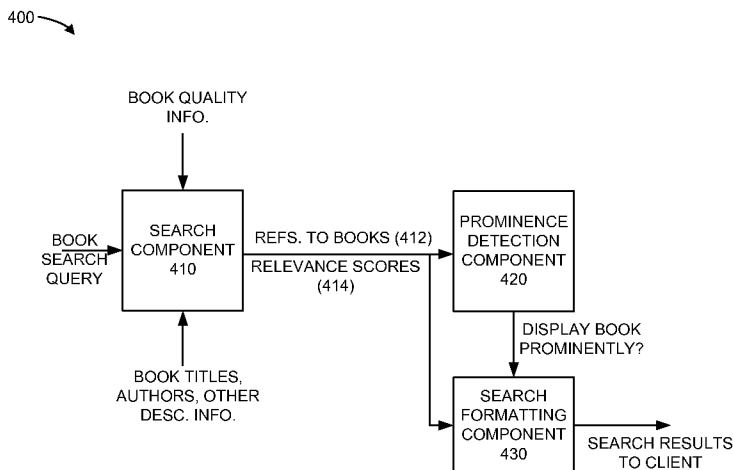 400
BOOK QUALITY
INFO.
BOOK
SEARCH
QUERY
SEARCH
COMPONENT
410
REFS. TO BOOKS (412)
RELEVANCE SCORES
(414)
PROMINENCE
DETECTION
COMPONENT
420
BOOK TITLES,
AUTHORS, OTHER
DESC. INFO.
DISPLAY BOOK
PROMINENTLY?
SEARCH
FORMATTING
COMPONENT
430
SEARCH RESULTS
TO CLIENT